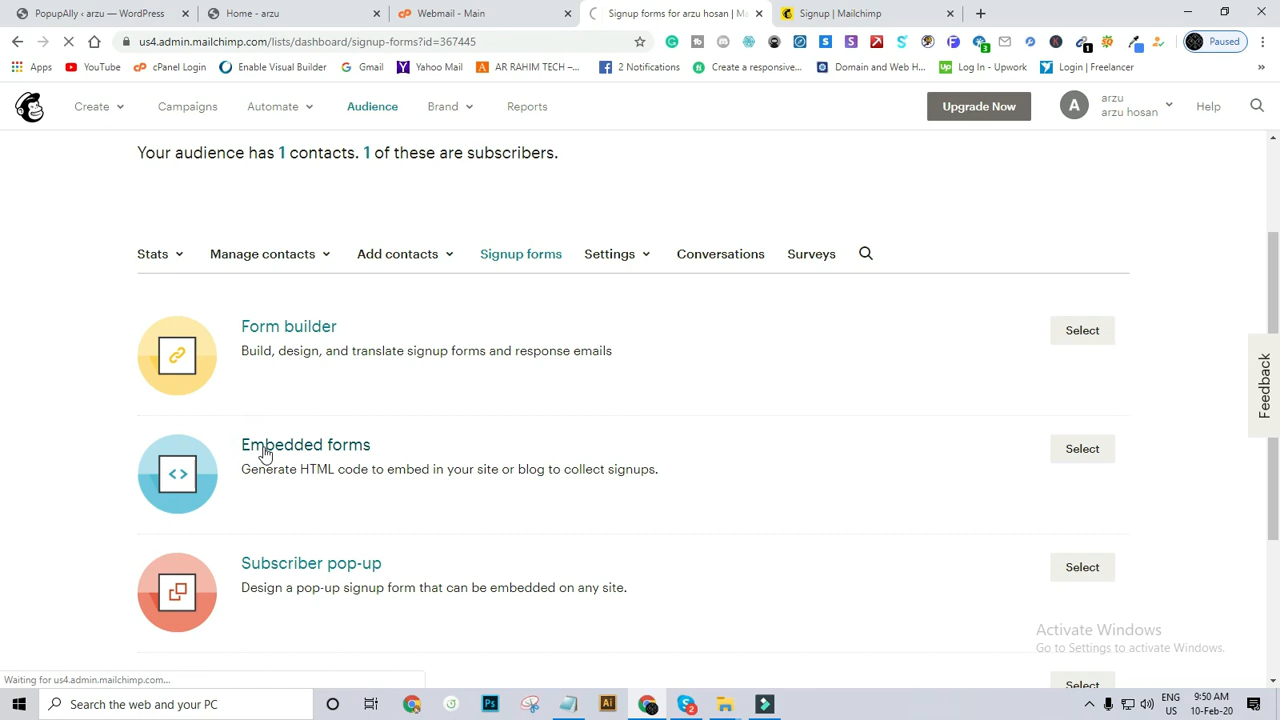 PopupAlly ‹ arzu — WordPress
Home - arzu
Webmail - Main
Signup forms for arzu hosan | M
Signup | Mailchimp
us4.admin.mailchimp.com/lists/dashboard/signup-forms?id=367445
Paused
Apps
YouTube
cPanel Login
Enable Visual Builder
Gmail
Yahoo Mail
AR RAHIM TECH –...
2 Notifications
Create a responsive...
Domain and Web H...
Log In - Upwork
Login | Freelancer
Create
Campaigns
Automate
Audience
Brand
Reports
Upgrade Now
A
arzu
arzu hosan
Help
Your audience has 1 contacts. 1 of these are subscribers.
Stats
Manage contacts
Add contacts
Signup forms
Settings
Conversations
Surveys
Form builder
Select
Build, design, and translate signup forms and response emails
Feedback
Embedded forms
Select
Generate HTML code to embed in your site or blog to collect signups.
Subscriber pop-up
Select
Design a pop-up signup form that can be embedded on any site.
Activate Windows
Go to Settings to activate Windows.
Waiting for us4.admin.mailchimp.com...
Select
Search the web and your PC
ENG
US
9:50 AM
10-Feb-20